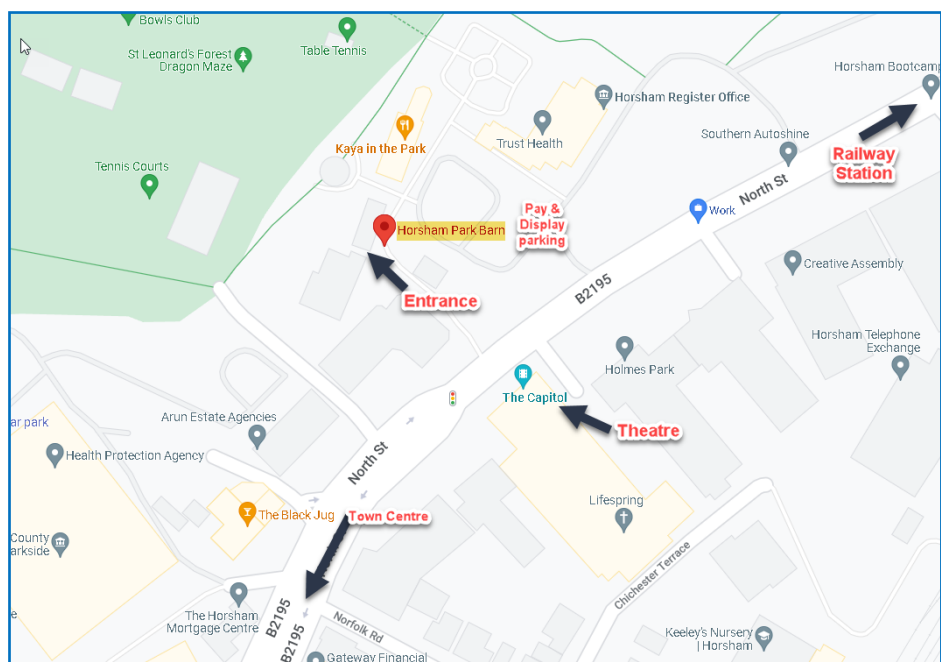 Bowls Club
Table Tennis
St Leonard's Forest
Dragon Maze
Horsham Bootcamp
Horsham Register Office
Trust Health
Southern Autoshine
Kaya in the Park
Railway
Station
Tennis Courts
North St
Work
Pay &
Display
parking
Horsham Park Barn
Creative Assembly
Entrance
B2195
Horsham Telephone
Exchange
Holmes Park
The Capitol
Arun Estate Agencies
ar park
Theatre
Health Protection Agency
North St
Lifespring
The Black Jug
Town Centre
County
arkside
Chichester Terrace
e
The Horsham
Mortgage Centre
B2195
B2195
Norfolk Rd
Keeley's Nursery
| Horsham
Gateway Financial